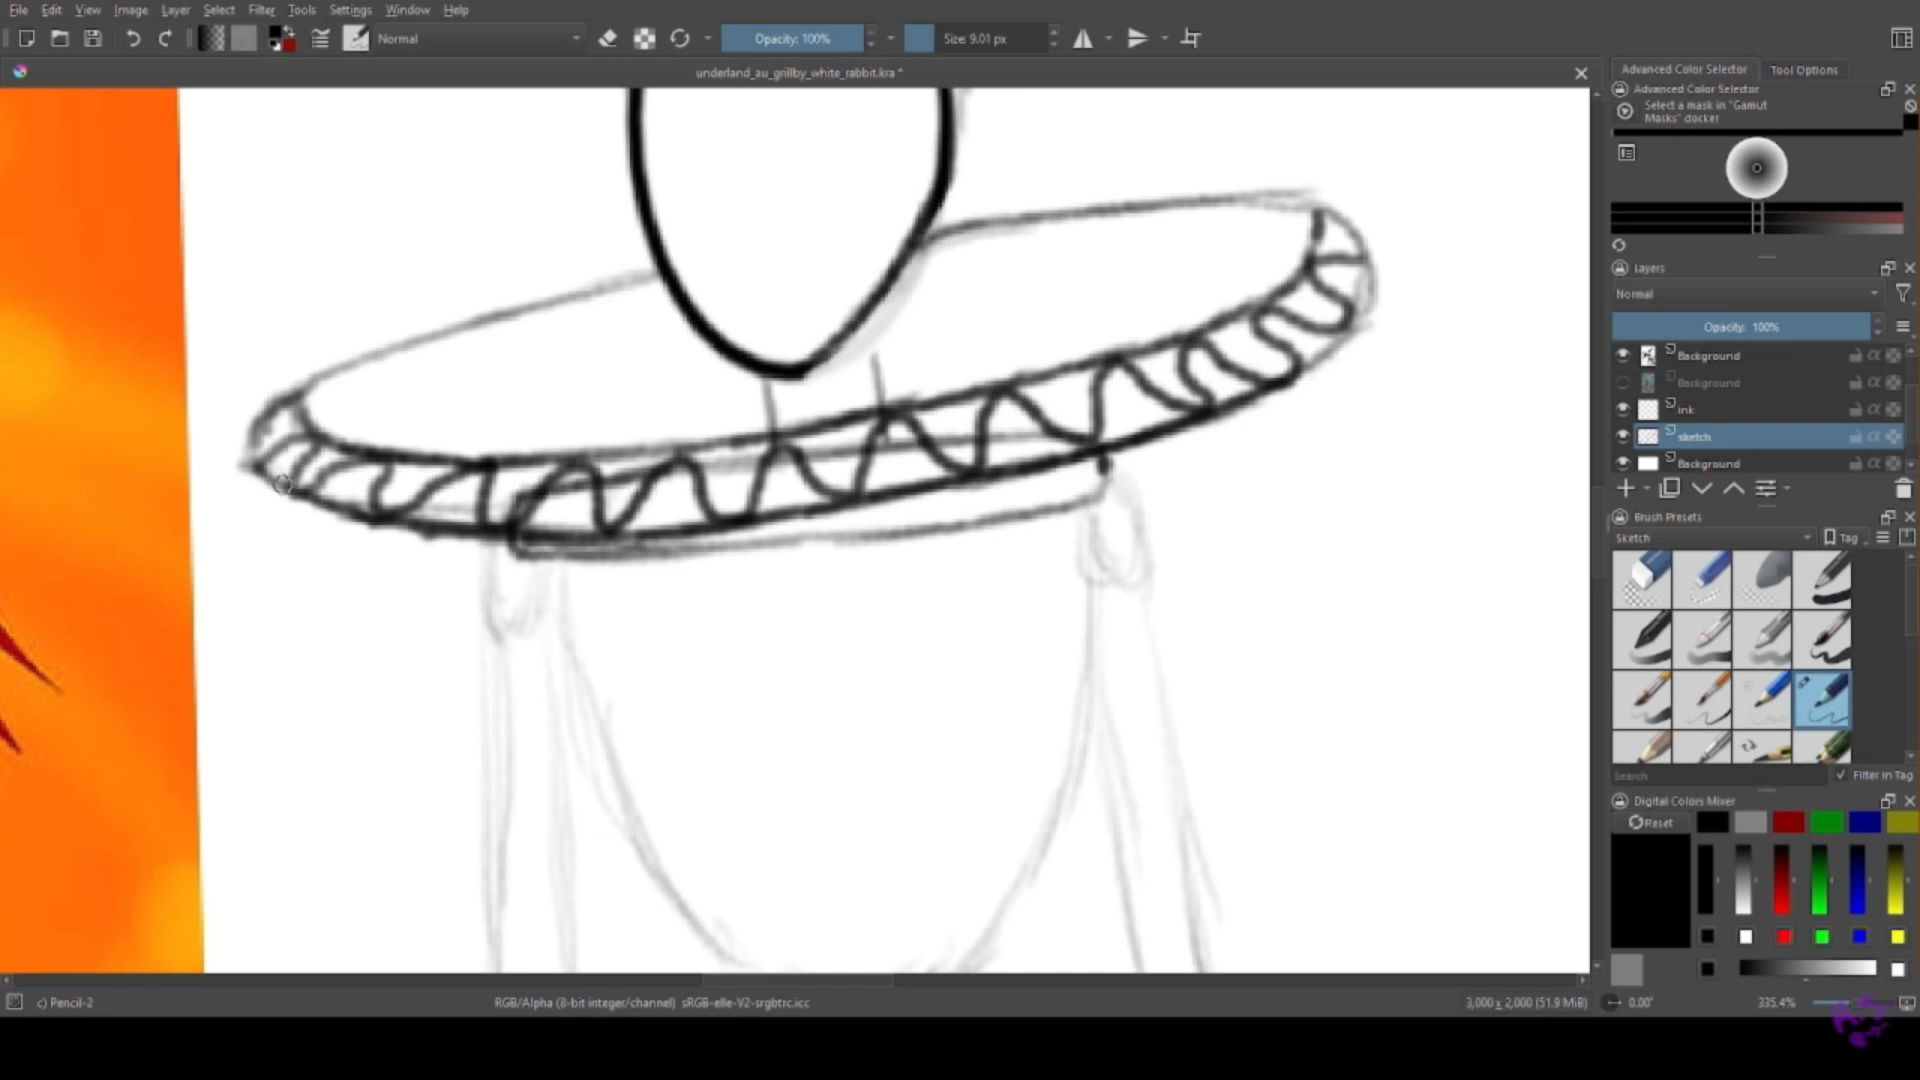 File Edit View Image Layer Select Filter Tools Settings Window Help
Normal
Opacity: 100%
Size: 9.01 px
underland_au_grillby_white_rabbit.kra *
Advanced Color Selector
Tool Options
Advanced Color Selector
Select a mask in "Gamut
Masks" docker
Layers
Normal
Opacity: 100%
Background
Background
ink
sketch
Background
Brush Presets
Sketch
Tag
Search
Filter in Tag
Digital Colors Mixer
Reset
c) Pencil-2
RGB/Alpha (8-bit integer/channel) sRGB-elle-V2-srgbtrc.icc
3,000 x 2,000 (51.9 MiB)
0.00°
335.4%